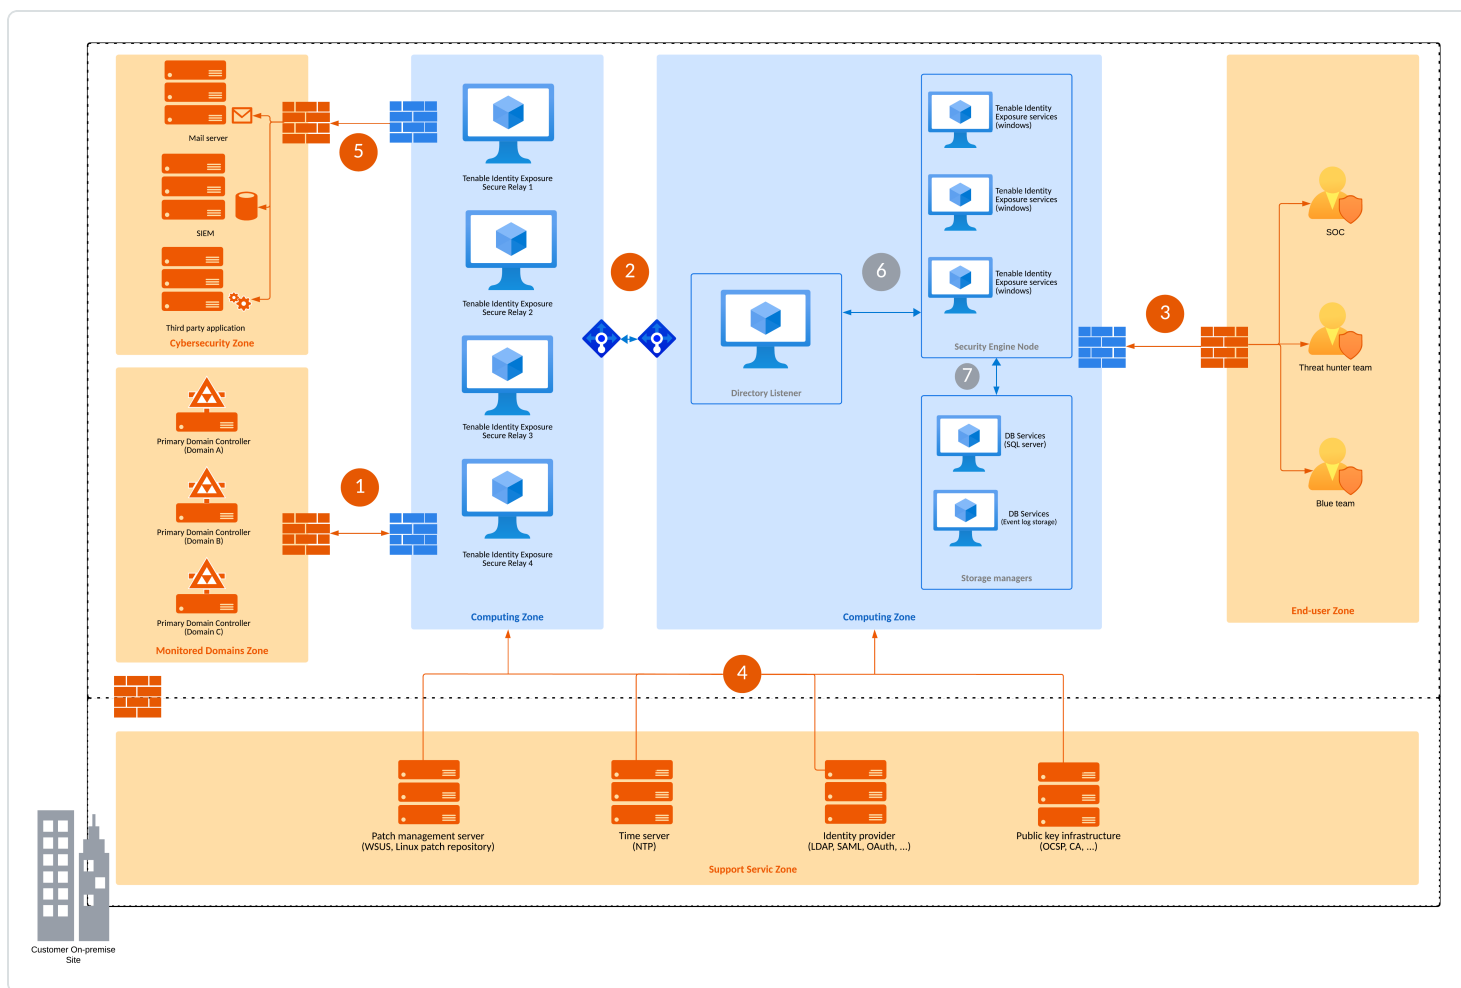 Mail server
SIEM
Third party application
Cybersecurity Zone
5
Primary Domain Controller
(Domain A)
Primary Domain Controller
(Domain B)
Primary Domain Controller
(Domain C)
Monitored Domains Zone
1
Tenable Identity Exposure
Secure Relay 1
Tenable Identity Exposure
Secure Relay 2
Tenable Identity Exposure
Secure Relay 3
Tenable Identity Exposure
Secure Relay 4
Computing Zone
2
Directory Listener
6
Tenable Identity
Exposure services
(windows)
Tenable Identity
Exposure services
(windows)
Tenable Identity
Exposure services
(windows)
Security Engine Node
7
DB Services
(SQL server)
DB Services
(Event log storage)
Storage managers
Computing Zone
3
SOC
Threat hunter team
Blue team
End-user Zone
4
Patch management server
(WSUS, Linux patch repository)
Time server
(NTP)
Identity provider
(LDAP, SAML, OAuth, ...)
Public key infrastructure
(OCSP, CA, ...)
Support Servic Zone
Customer On-premise
Site